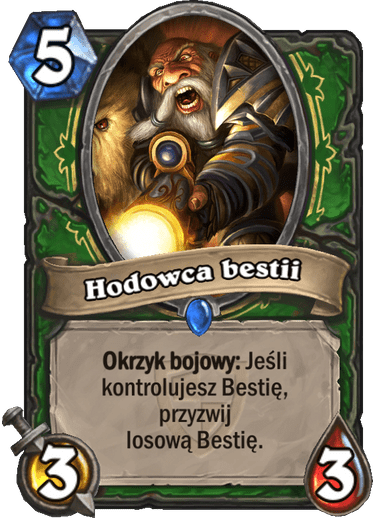 5
Hodowca bestii
Okrzyk bojowy: Jeśli
kontrolujesz Bestię,
przyzwij
losową Bestię.
3
3